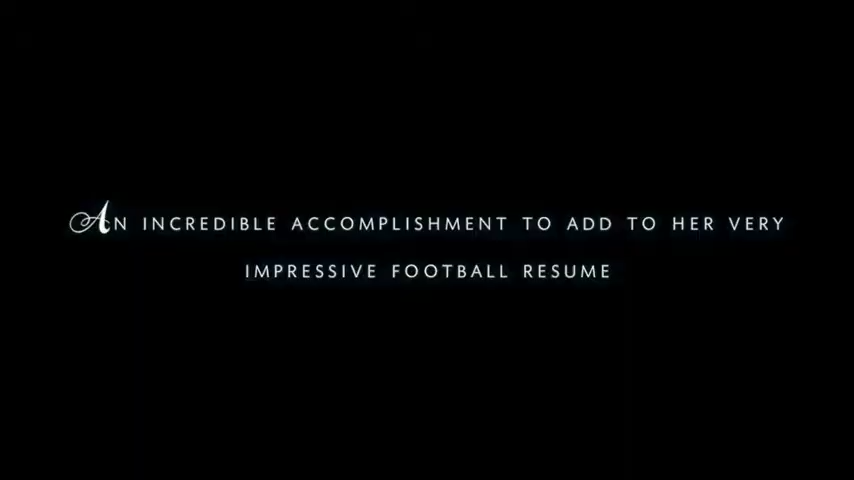 AN INCREDIBLE ACCOMPLISHMENT TO ADD TO HER VERY
IMPRESSIVE FOOTBALL RESUME